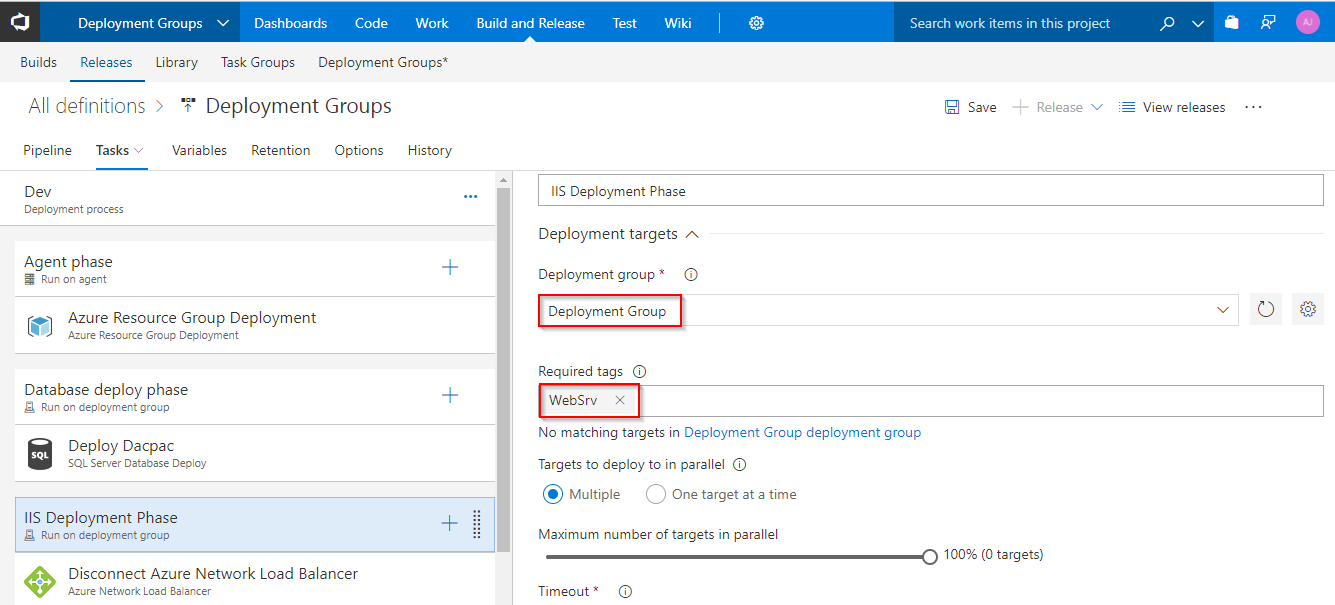 Deployment Groups Dashboards Code Work Build and Release Test Wiki Search work items in this project AJ
Builds Releases Library Task Groups Deployment Groups*
All definitions > Deployment Groups Save Release View releases ...
Pipeline Tasks Variables Retention Options History
Dev
Deployment process
Agent phase
Run on agent
Azure Resource Group Deployment
Azure Resource Group Deployment
Database deploy phase
Run on deployment group
SQL
Deploy Dacpac
SQL Server Database Deploy
IIS Deployment Phase
Run on deployment group
Disconnect Azure Network Load Balancer
Azure Network Load Balancer
IIS Deployment Phase
Deployment targets
Deployment group *
Deployment Group
Required tags
WebSrv
No matching targets in Deployment Group deployment group
Targets to deploy to in parallel
Multiple One target at a time
Maximum number of targets in parallel
100% (0 targets)
Timeout *